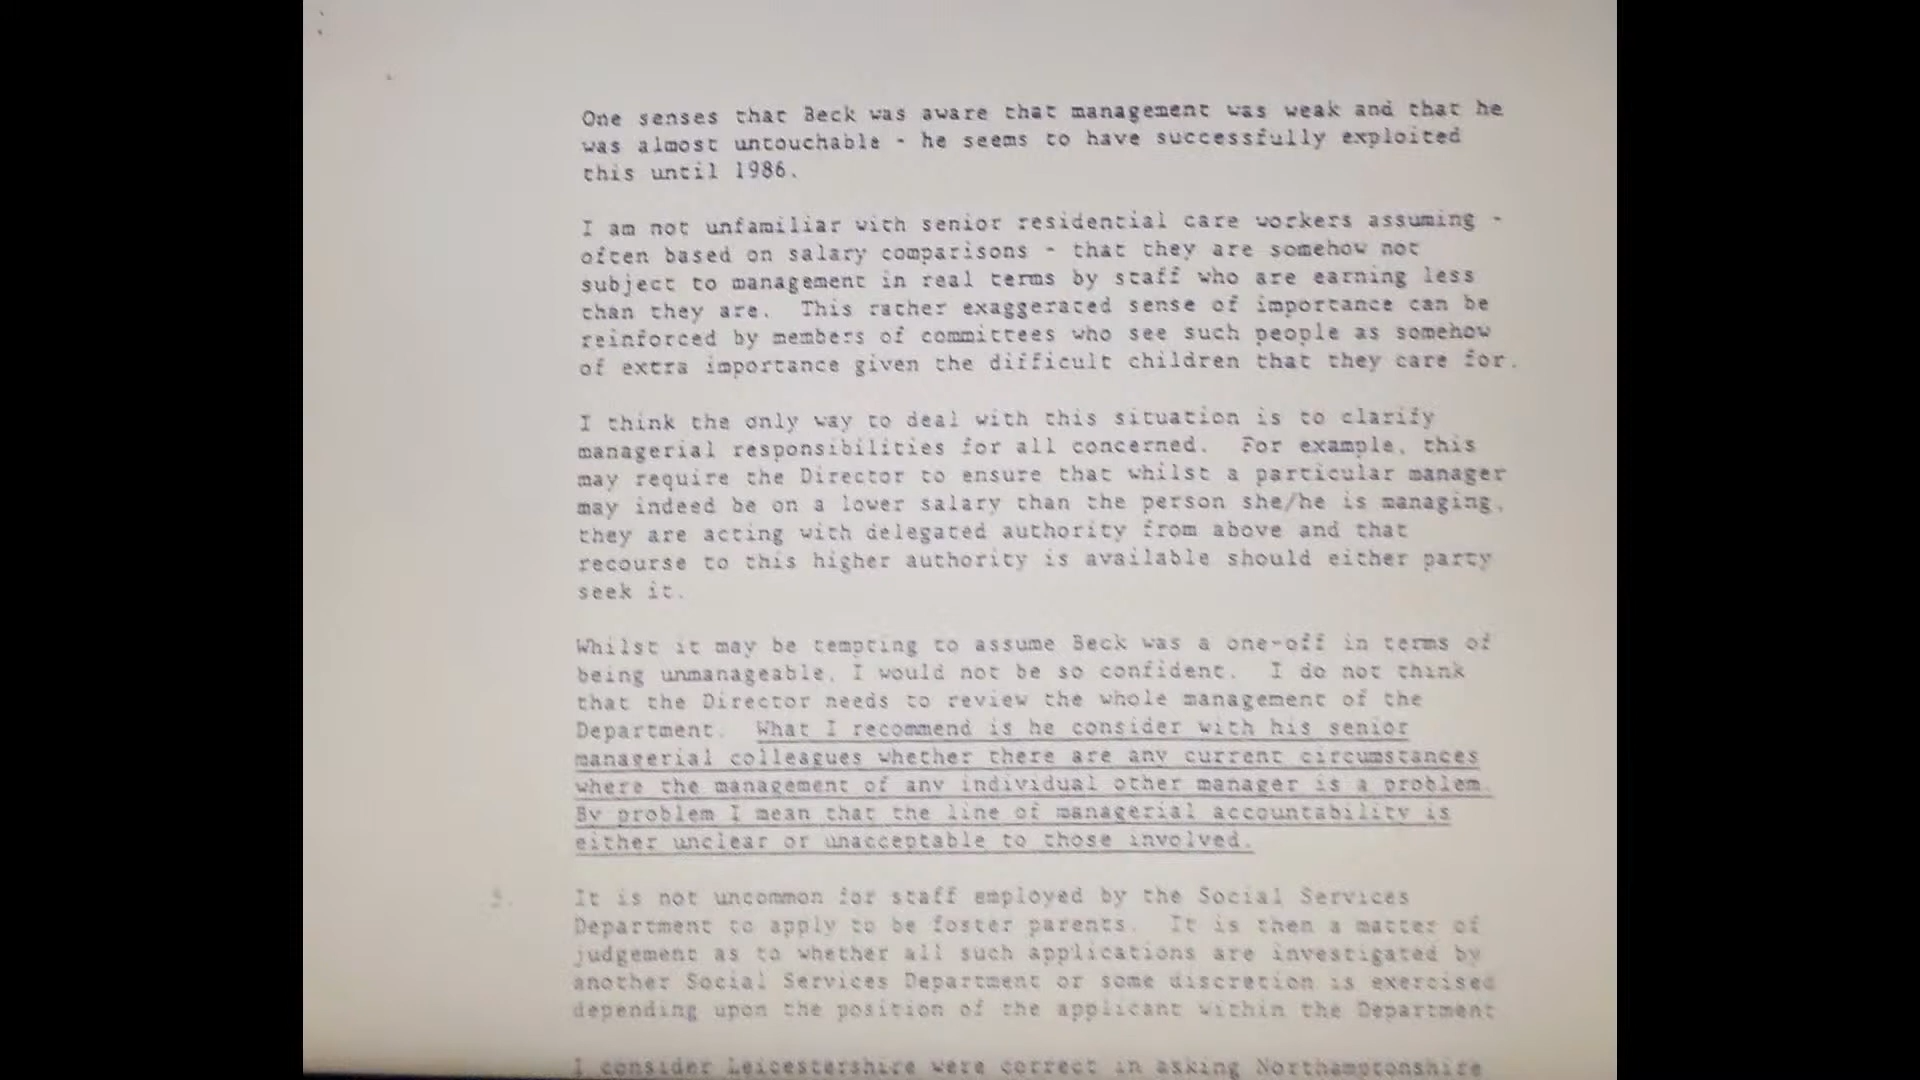 One senses that Beck was aware that management was weak and that he
was almost untouchable - he seems to have successfully exploited
this until 1986.
I am not unfamiliar with senior residential care workers assuming -
often based on salary comparisons - that they are somehow not
subject to management in real terms by staff who are earning less
than they are. This rather exaggerated sense of importance can be
reinforced by members of committees who see such people as somehow
of extra importance given the difficult children that they care for.
I think the only way to deal with this situation is to clarify
managerial responsibilities for all concerned. For example, this
may require the Director to ensure that whilst a particular manager
may indeed be on a lower salary than the person she/he is managing,
they are acting with delegated authority from above and that
recourse to this higher authority is available should either party
seek it.
Whilst it may be tempting to assume Beck was a one-off in terms of
being unmanageable, I would not be so confident. I do not think
that the Director needs to review the whole management of the
Department. What I recommend is he consider with his senior
managerial colleagues whether there are any current circumstances
where the management of any individual other manager is a problem.
By problem I mean that the line of managerial accountability is
either unclear or unacceptable to those involved.
It is not uncommon for staff employed by the Social Services
Department to apply to be foster parents. It is then a matter of
judgement as to whether all such applications are investigated by
another Social Services Department or some discretion is exercised
depending upon the position of the applicant within the Department
I consider Leicestershire were correct in asking Northamptonshire